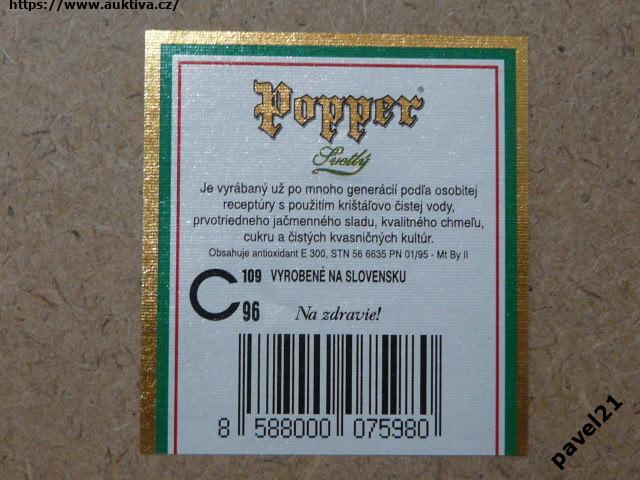 https://www.auktiva.cz/
Popper®
Svetlý
Je vyrábaný už po mnoho generácií podľa osobitej
receptúry s použitím krištáľovo čistej vody,
prvotriedneho jačmenného sladu, kvalitného chmeľu,
cukru a čistých kvasničných kultúr.
Obsahuje antioxidant E 300, STN 56 6635 PN 01/95 - Mt By II
C 109 VYROBENÉ NA SLOVENSKU
96 Na zdravie!
8 588000 075980
pavel21